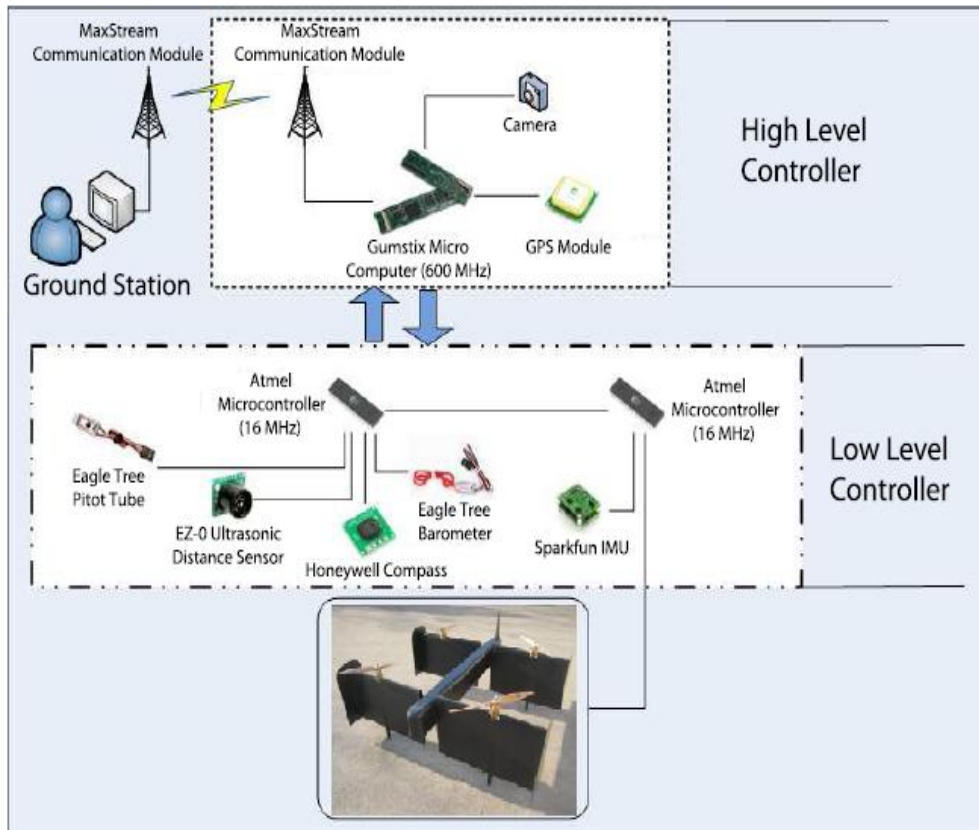 MaxStream
Communication Module
MaxStream
Communication Module
Camera
High Level
Controller
Gumstix Micro
Computer (600 MHz)
GPS Module
Ground Station
Atmel
Microcontroller
(16 MHz)
Atmel
Microcontroller
(16 MHz)
Eagle Tree
Pitot Tube
EZ-0 Ultrasonic
Distance Sensor
Honeywell Compass
Eagle Tree
Barometer
Sparkfun IMU
Low Level
Controller